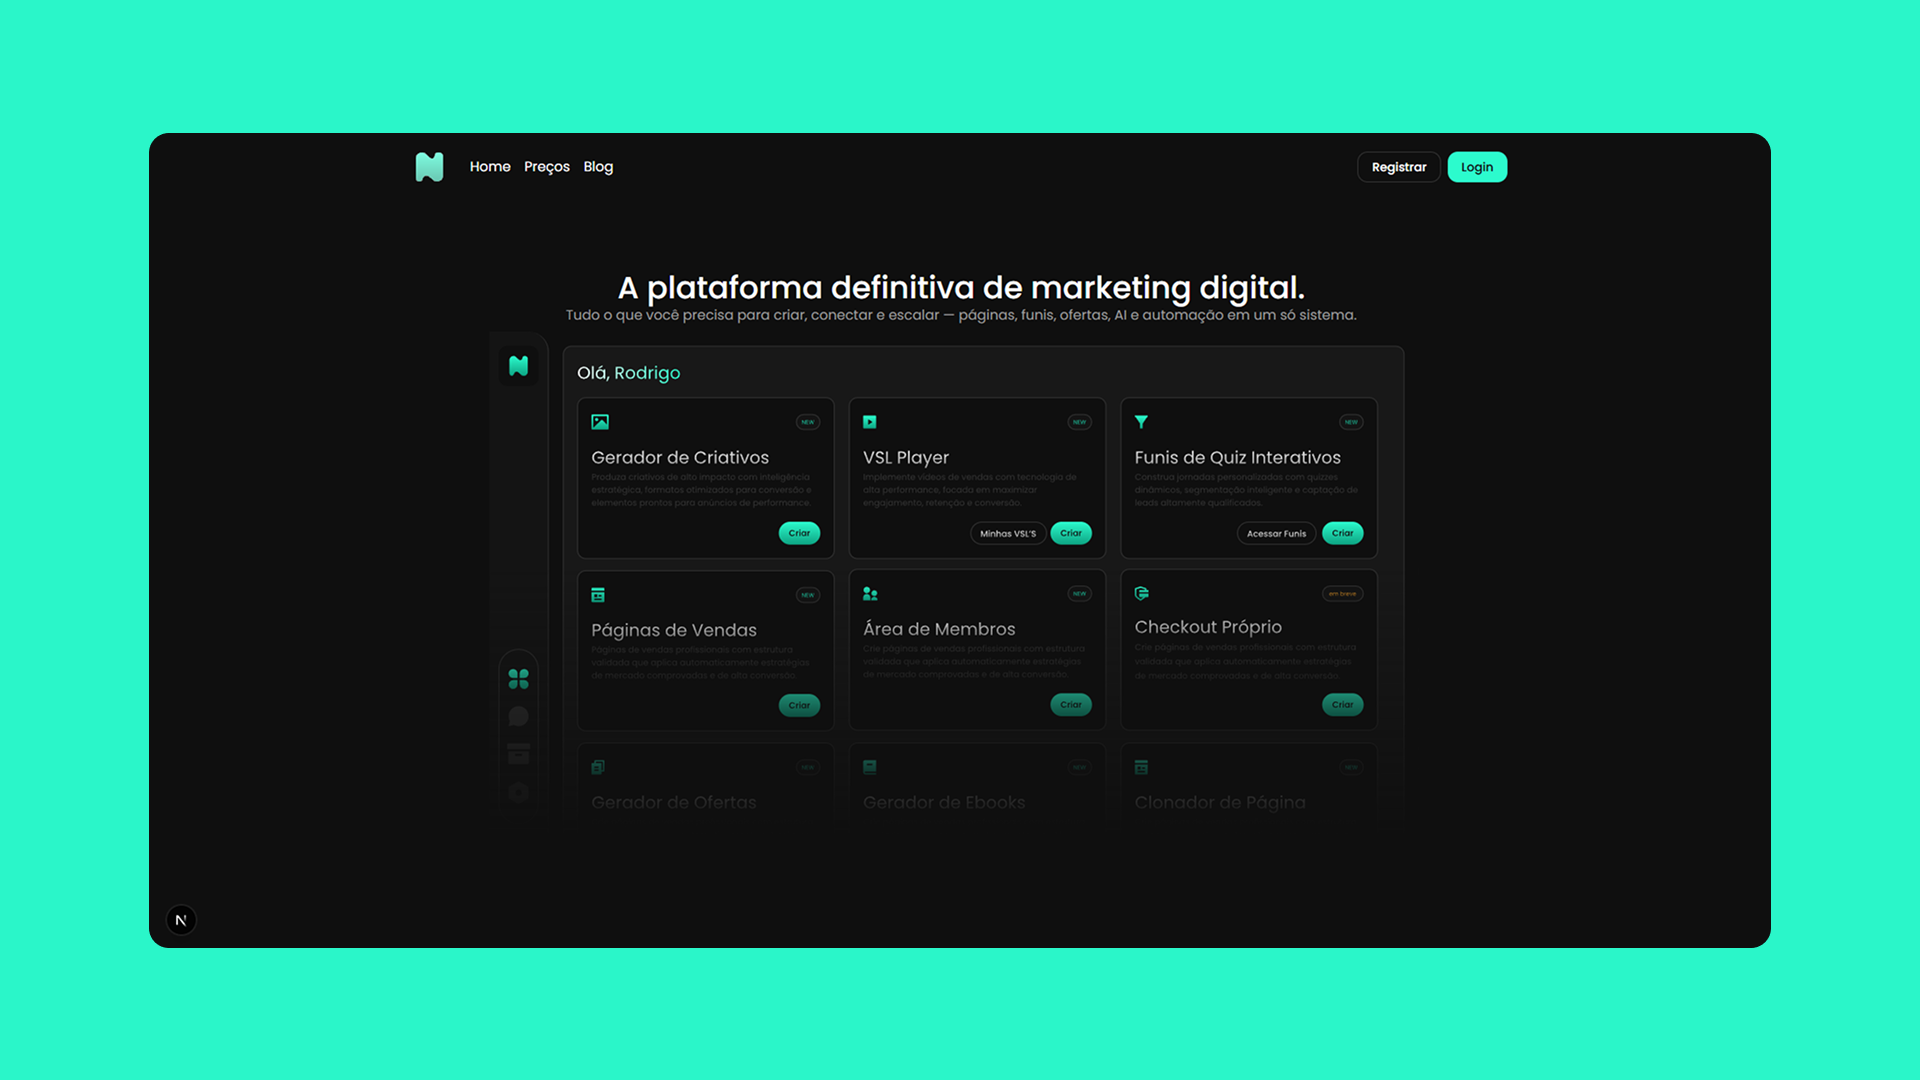 Home Preços Blog
Registrar Login
A plataforma definitiva de marketing digital.
Tudo o que você precisa para criar, conectar e escalar — páginas, funis, ofertas, AI e automação em um só sistema.
Olá, Rodrigo
NEW
Gerador de Criativos
Produza criativos de alto impacto com inteligência
estratégica, formatos otimizados para conversão e
elementos prontos para anúncios de performance.
Criar
NEW
VSL Player
Implemente vídeos de vendas com tecnologia de
alta performance, focada em maximizar
engajamento, retenção e conversão.
Minhas VSL'S Criar
NEW
Funis de Quiz Interativos
Construa jornadas personalizadas com quizzes
dinâmicos, segmentação inteligente e captação de
leads altamente qualificados.
Acessar Funis Criar
NEW
Páginas de Vendas
Páginas de vendas profissionais com estrutura
validada que aplica automaticamente estratégias
de mercado comprovadas e de alta conversão.
Criar
NEW
Área de Membros
Crie páginas de vendas profissionais com estrutura
validada que aplica automaticamente estratégias
de mercado comprovadas e de alta conversão.
Criar
em breve
Checkout Próprio
Crie páginas de vendas profissionais com estrutura
validada que aplica automaticamente estratégias
de mercado comprovadas e de alta conversão.
Criar
NEW
Gerador de Ofertas
NEW
Gerador de Ebooks
NEW
Clonador de Página
N